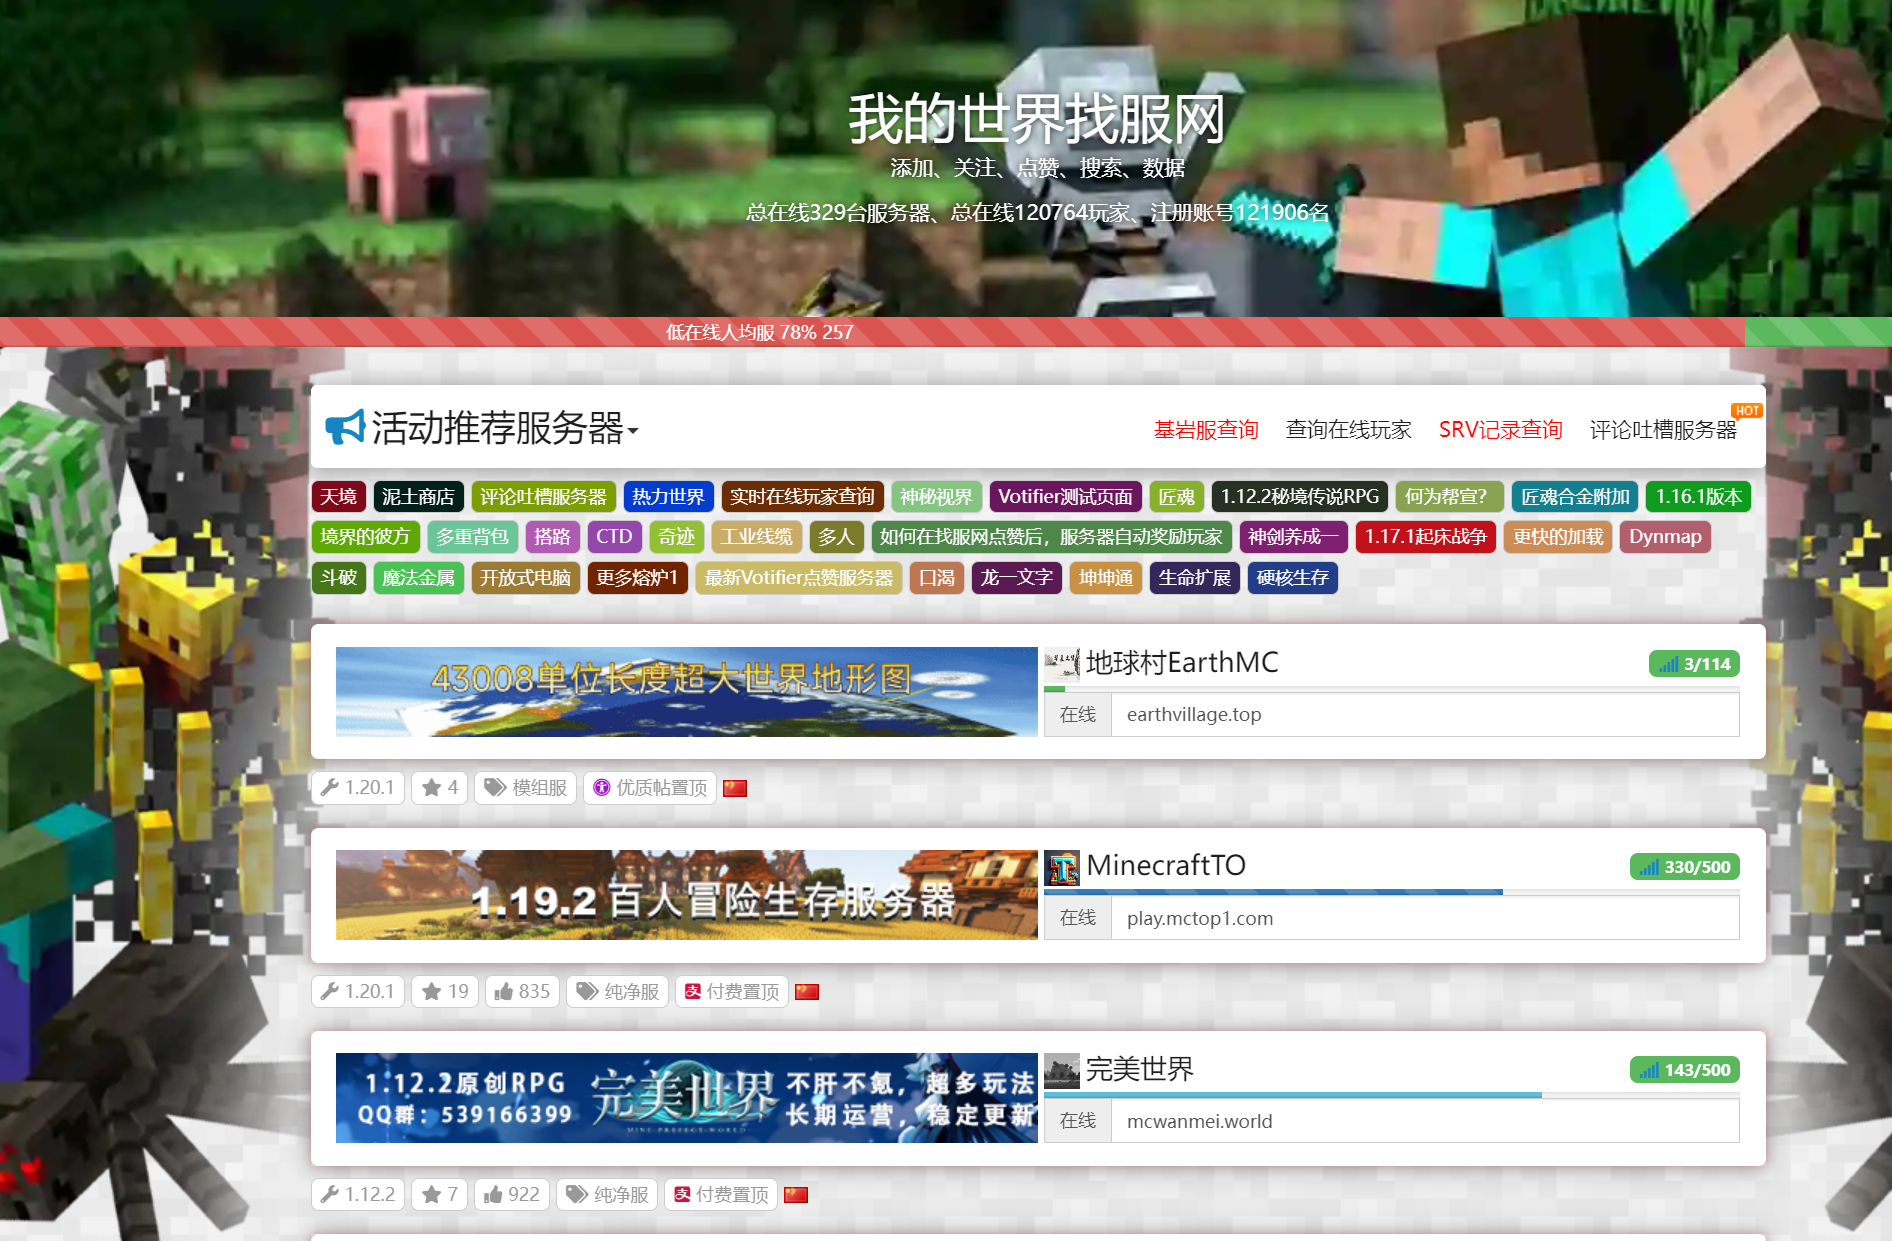 我的世界找服网
添加、关注、点赞、搜索、数据
总在线329台服务器、总在线120764玩家、注册账号121906名
低在线人均服 78% 257
活动推荐服务器 基岩服查询 查询在线玩家 SRV记录查询 评论吐槽服务器 HOT
天境 泥土商店 评论吐槽服务器 热力世界 实时在线玩家查询 神秘视界 Votifier测试页面 匠魂 1.12.2秘境传说RPG 何为帮宣？ 匠魂合金附加 1.16.1版本
境界的彼方 多重背包 搭路 CTD 奇迹 工业线缆 多人 如何在找服网点赞后，服务器自动奖励玩家 神剑养成一 1.17.1起床战争 更快的加载 Dynmap
斗破 魔法金属 开放式电脑 更多熔炉1 最新Votifier点赞服务器 口渴 龙一文字 坤坤通 生命扩展 硬核生存
43008单位长度超大世界地形图
地球村EarthMC 3/114
在线 earthvillage.top
1.20.1 4 模组服 优质帖置顶
1.19.2 百人冒险生存服务器
MinecraftTO 330/500
在线 play.mctop1.com
1.20.1 19 835 纯净服 付费置顶
1.12.2原创RPG
QQ群：539166399
完美世界
不肝不氪，超多玩法
长期运营，稳定更新
完美世界 143/500
在线 mcwanmei.world
1.12.2 7 922 纯净服 支 付费置顶